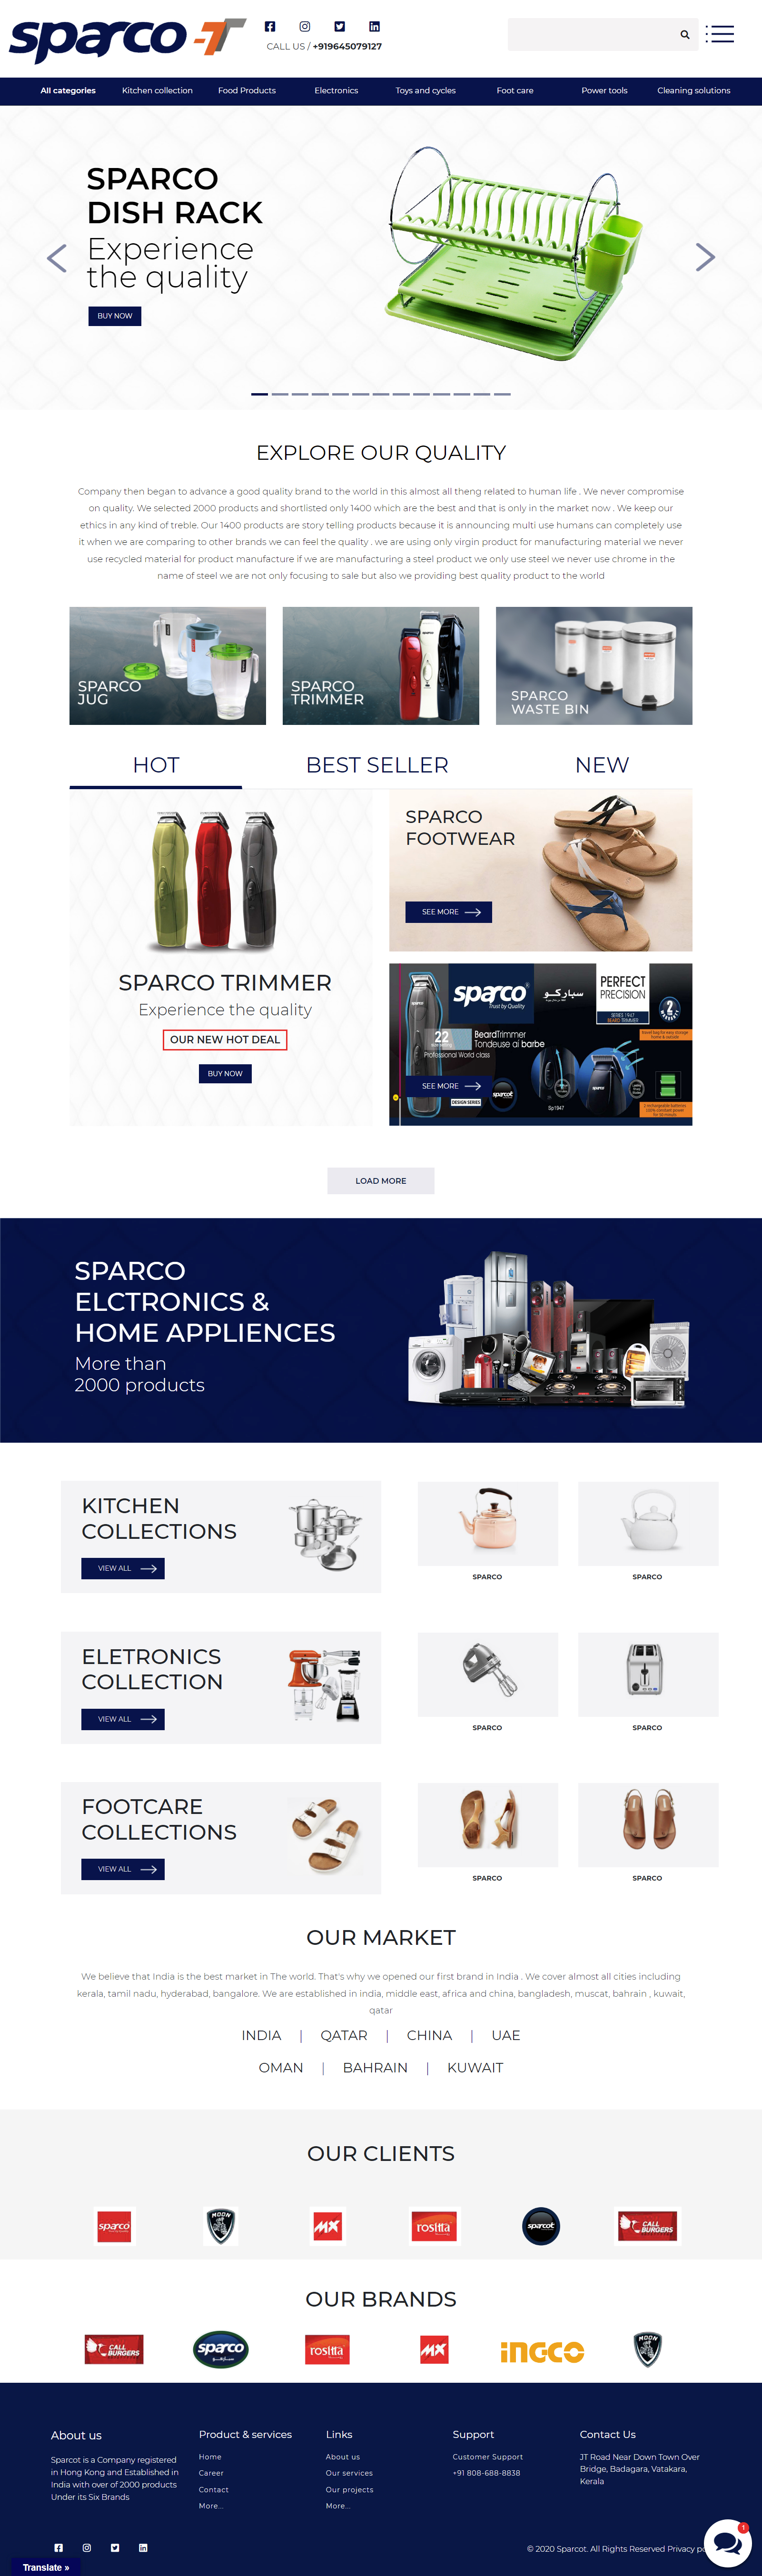 sparco -T
CALL US / +919645079127
All categories Kitchen collection Food Products Electronics Toys and cycles Foot care Power tools Cleaning solutions
SPARCO
DISH RACK
Experience
the quality
BUY NOW
EXPLORE OUR QUALITY
Company then began to advance a good quality brand to the world in this almost all theng related to human life . We never compromise
on quality. We selected 2000 products and shortlisted only 1400 which are the best and that is only in the market now . We keep our
ethics in any kind of treble. Our 1400 products are story telling products because it is announcing multi use humans can completely use
it when we are comparing to other brands we can feel the quality . we are using only virgin product for manufacturing material we never
use recycled material for product manufacture if we are manufacturing a steel product we only use steel we never use chrome in the
name of steel we are not only focusing to sale but also we providing best quality product to the world
SPARCO
JUG
SPARCO
TRIMMER
SPARCO
WASTE BIN
HOT BEST SELLER NEW
SPARCO TRIMMER
Experience the quality
OUR NEW HOT DEAL
BUY NOW
SPARCO
FOOTWEAR
SEE MORE
sparco
Trust by Quality
سباركو
PERFECT
PRECISION
SERIES 1947
BEARD TRIMMER
2
22
BeardTrimmer
Tondeuse al barbe
Professional World class
SEE MORE
DESIGN SERIES
sparcot
Sp1947
LOAD MORE
SPARCO
ELCTRONICS &
HOME APPLIENCES
More than
2000 products
KITCHEN
COLLECTIONS
VIEW ALL
SPARCO
SPARCO
ELETRONICS
COLLECTION
VIEW ALL
SPARCO
SPARCO
FOOTCARE
COLLECTIONS
VIEW ALL
SPARCO
SPARCO
OUR MARKET
We believe that India is the best market in The world. That's why we opened our first brand in India . We cover almost all cities including
kerala, tamil nadu, hyderabad, bangalore. We are established in india, middle east, africa and china, bangladesh, muscat, bahrain , kuwait,
qatar
INDIA | QATAR | CHINA | UAE
OMAN | BAHRAIN | KUWAIT
OUR CLIENTS
sparco MOON MX rositta sparcot CALL BURGERS
OUR BRANDS
CALL BURGERS sparco rositta MX INGCO MOON
About us
Sparcot is a Company registered
in Hong Kong and Established in
India with over of 2000 products
Under its Six Brands
Product & services
Home
Career
Contact
More...
Links
About us
Our services
Our projects
More...
Support
Customer Support
+91 808-688-8838
Contact Us
JT Road Near Down Town Over
Bridge, Badagara, Vatakara,
Kerala
© 2020 Sparcot. All Rights Reserved Privacy
1
Translate »